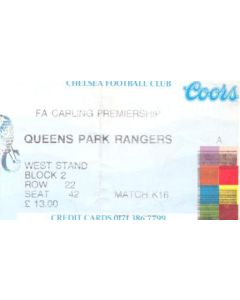 CHELSEA FOOTBALL CLUB
Coors
FA CARLING PREMIERSHIP
QUEENS PARK RANGERS A
WEST STAND
BLOCK 2
ROW 22
SEAT 42 MATCH K16
£ 13.00
CREDIT CARDS 0171 386 7799